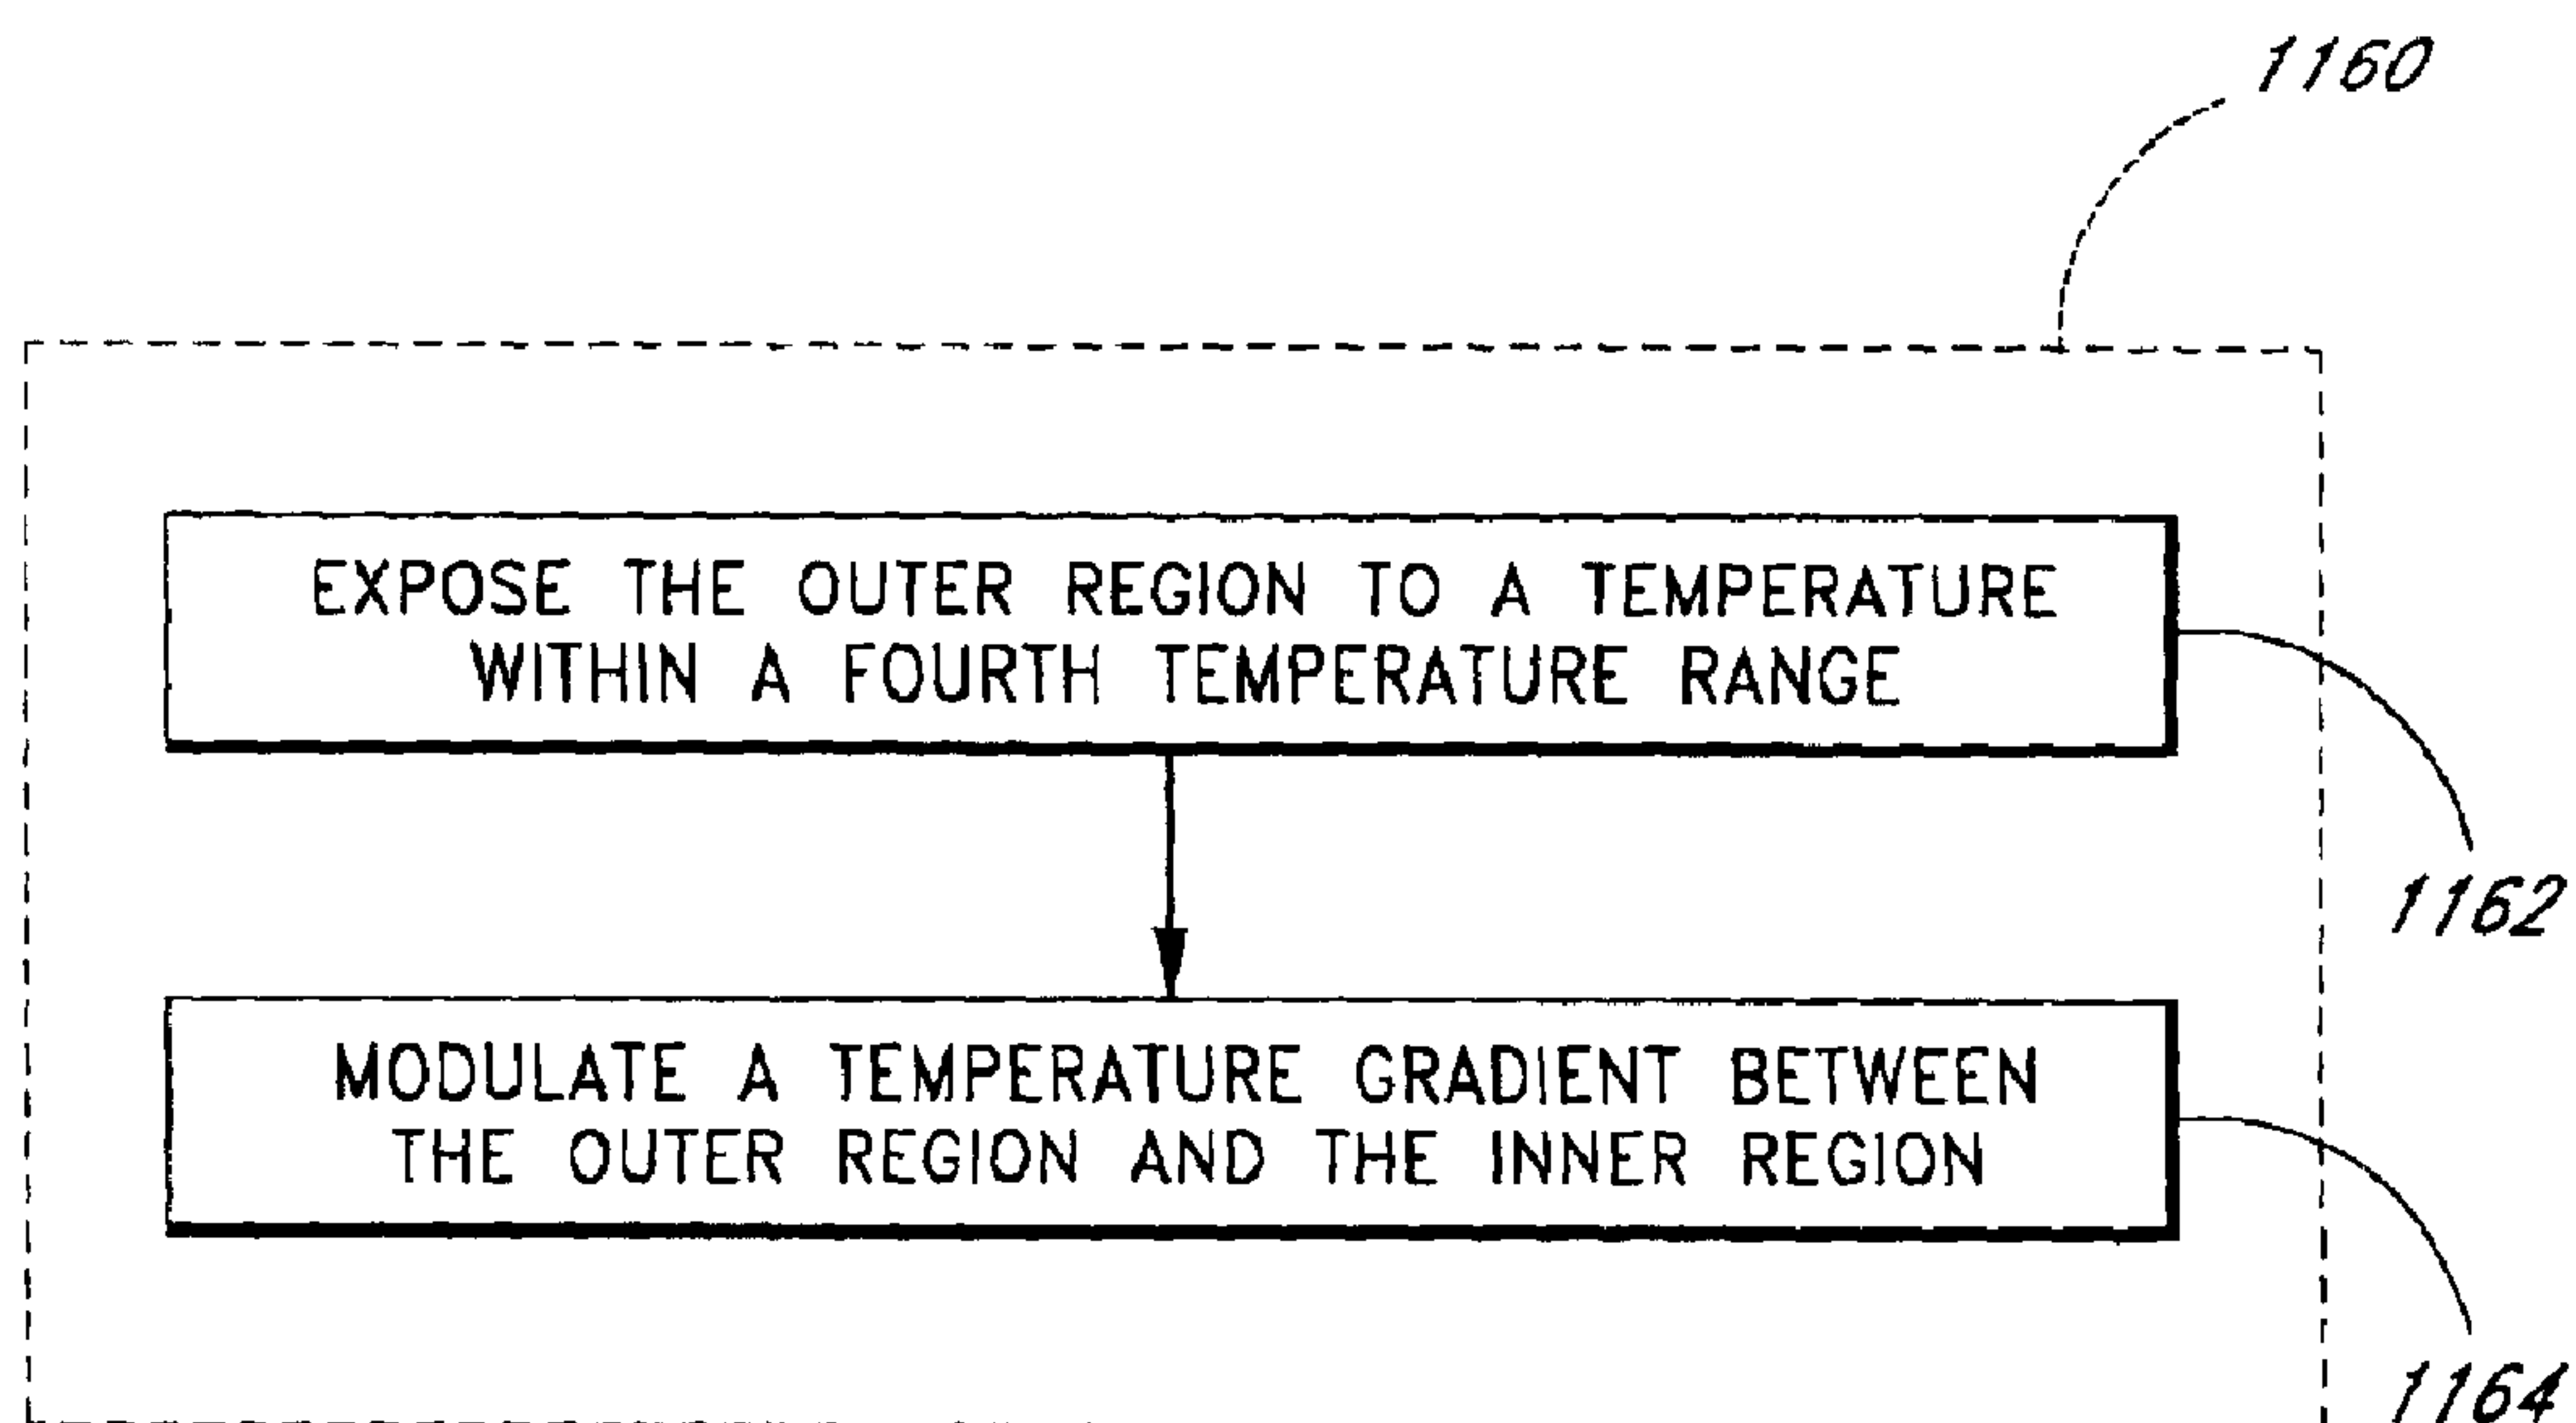 1160
EXPOSE THE OUTER REGION TO A TEMPERATURE
WITHIN A FOURTH TEMPERATURE RANGE
1162
MODULATE A TEMPERATURE GRADIENT BETWEEN
THE OUTER REGION AND THE INNER REGION
1164